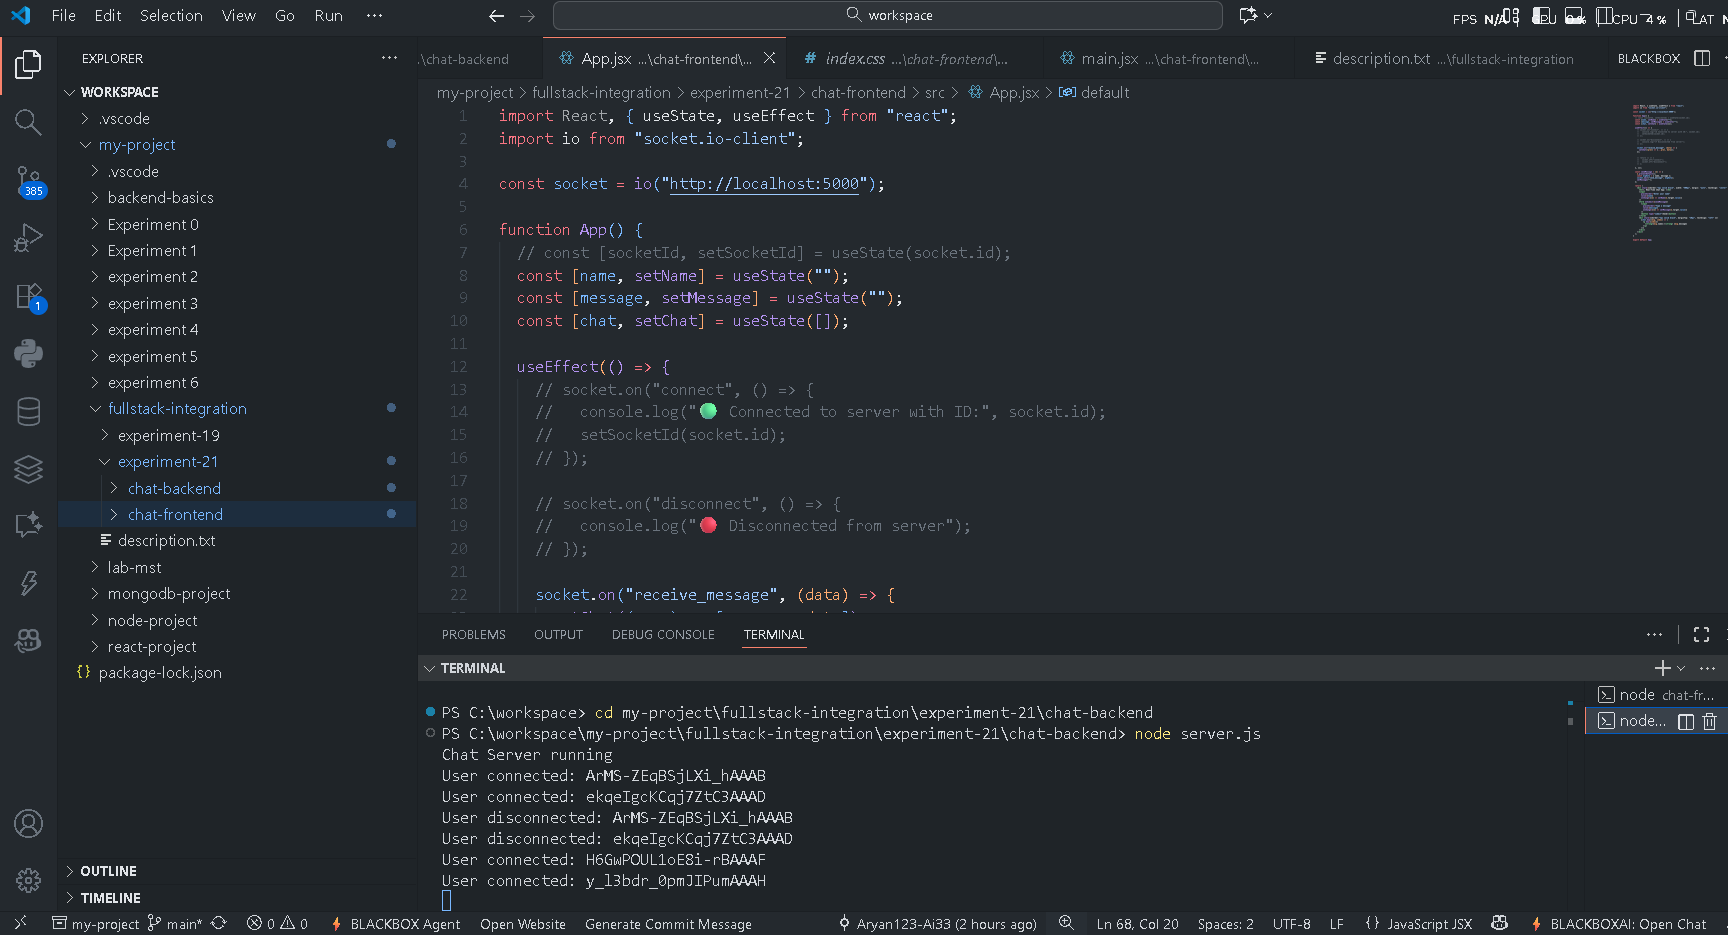 File Edit Selection View Go Run ...
workspace
FPS N/A CPU 4 %
EXPLORER ...
WORKSPACE
.vscode
my-project
.vscode
backend-basics
Experiment 0
Experiment 1
experiment 2
experiment 3
experiment 4
experiment 5
experiment 6
fullstack-integration
experiment-19
experiment-21
chat-backend
chat-frontend
description.txt
lab-mst
mongodb-project
node-project
react-project
{} package-lock.json
OUTLINE
TIMELINE
385
1
.\chat-backend App.jsx ...\chat-frontend\... # index.css ...\chat-frontend\... main.jsx ...\chat-frontend\... description.txt ...\fullstack-integration BLACKBOX
my-project > fullstack-integration > experiment-21 > chat-frontend > src > App.jsx > default
1 import React, { useState, useEffect } from "react";
2 import io from "socket.io-client";
3
4 const socket = io("http://localhost:5000");
5
6 function App() {
7 // const [socketId, setSocketId] = useState(socket.id);
8 const [name, setName] = useState("");
9 const [message, setMessage] = useState("");
10 const [chat, setChat] = useState([]);
11
12 useEffect(() => {
13 // socket.on("connect", () => {
14 // console.log("🟢 Connected to server with ID:", socket.id);
15 // setSocketId(socket.id);
16 // });
17
18 // socket.on("disconnect", () => {
19 // console.log("🔴 Disconnected from server");
20 // });
21
22 socket.on("receive_message", (data) => {
PROBLEMS OUTPUT DEBUG CONSOLE TERMINAL ...
TERMINAL
PS C:\workspace> cd my-project\fullstack-integration\experiment-21\chat-backend
PS C:\workspace\my-project\fullstack-integration\experiment-21\chat-backend> node server.js
Chat Server running
User connected: ArMS-ZEqBSjLXi_hAAAB
User connected: ekqeIgcKCqj7ZtC3AAAD
User disconnected: ArMS-ZEqBSjLXi_hAAAB
User disconnected: ekqeIgcKCqj7ZtC3AAAD
User connected: H6GwPOUL1oE8i-rBAAAF
User connected: y_l3bdr_0pmJIPumAAAH
node chat-fr...
node...
my-project main* 0 0 BLACKBOX Agent Open Website Generate Commit Message Aryan123-Ai33 (2 hours ago) Ln 68, Col 20 Spaces: 2 UTF-8 LF {} JavaScript JSX BLACKBOXAI: Open Chat